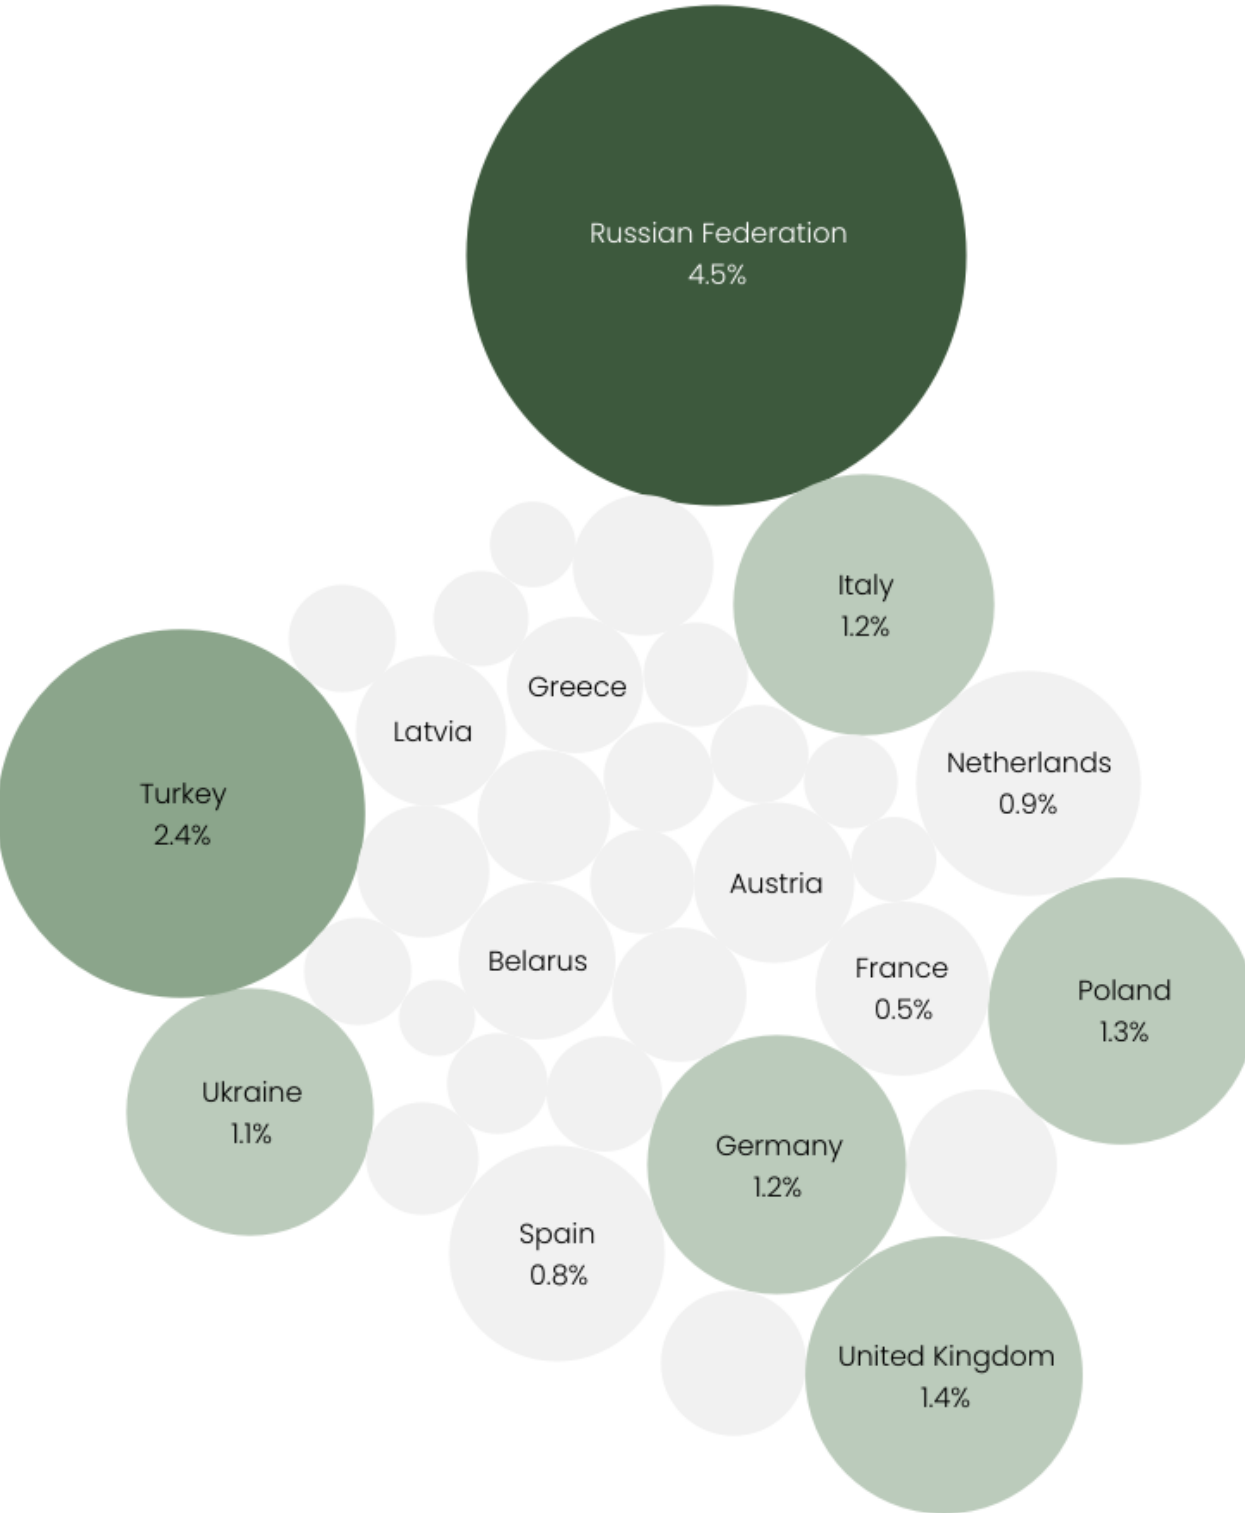 Russian Federation
4.5%
Italy
1.2%
Greece
Latvia
Netherlands
0.9%
Turkey
2.4%
Austria
Belarus
France
0.5%
Poland
1.3%
Ukraine
1.1%
Germany
1.2%
Spain
0.8%
United Kingdom
1.4%